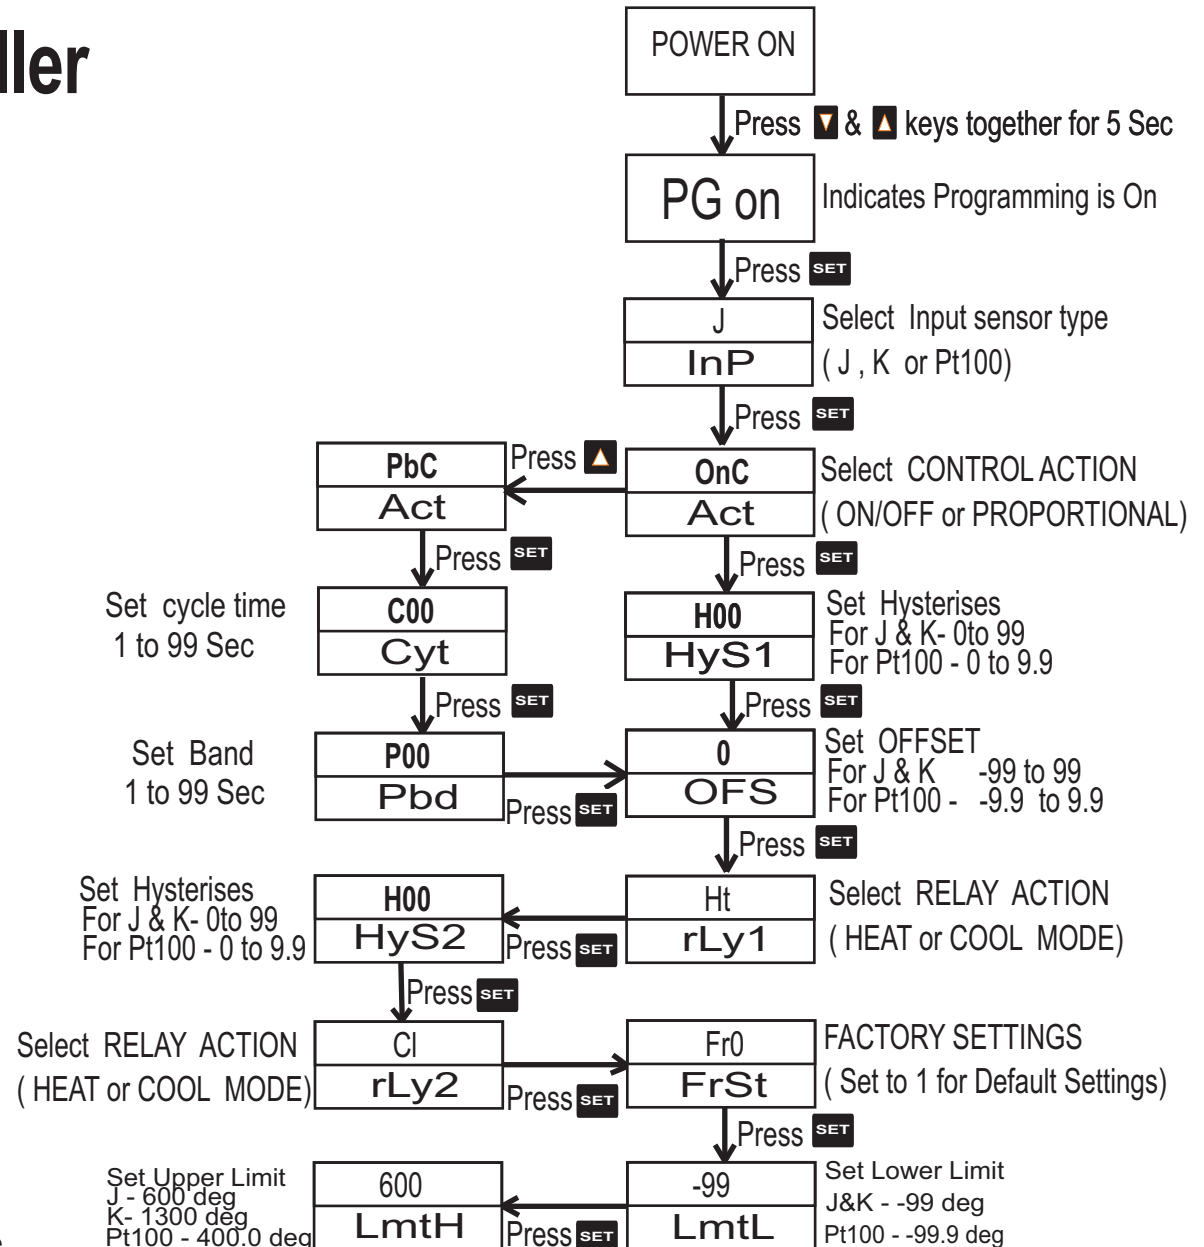 ller
POWER ON
Press & keys together for 5 Sec
PG on
Indicates Programming is On
Press SET
J
InP
Select Input sensor type
( J , K or Pt100)
Press SET
PbC
Act
Press
OnC
Act
Select CONTROL ACTION
( ON/OFF or PROPORTIONAL)
Press SET
Press SET
Set cycle time
1 to 99 Sec
C00
Cyt
H00
HyS1
Set Hysterises
For J & K- 0to 99
For Pt100 - 0 to 9.9
Press SET
Press SET
Set Band
1 to 99 Sec
P00
Pbd
Press SET
0
OFS
Set OFFSET
For J & K -99 to 99
For Pt100 - -9.9 to 9.9
Press SET
Set Hysterises
For J & K- 0to 99
For Pt100 - 0 to 9.9
H00
HyS2
Press SET
Ht
rLy1
Select RELAY ACTION
( HEAT or COOL MODE)
Press SET
Select RELAY ACTION
( HEAT or COOL MODE)
Cl
rLy2
Press SET
Fr0
FrSt
FACTORY SETTINGS
( Set to 1 for Default Settings)
Press SET
Set Upper Limit
J - 600 deg
K- 1300 deg
Pt100 - 400.0 deg
600
LmtH
Press SET
-99
LmtL
Set Lower Limit
J&K - -99 deg
Pt100 - -99.9 deg